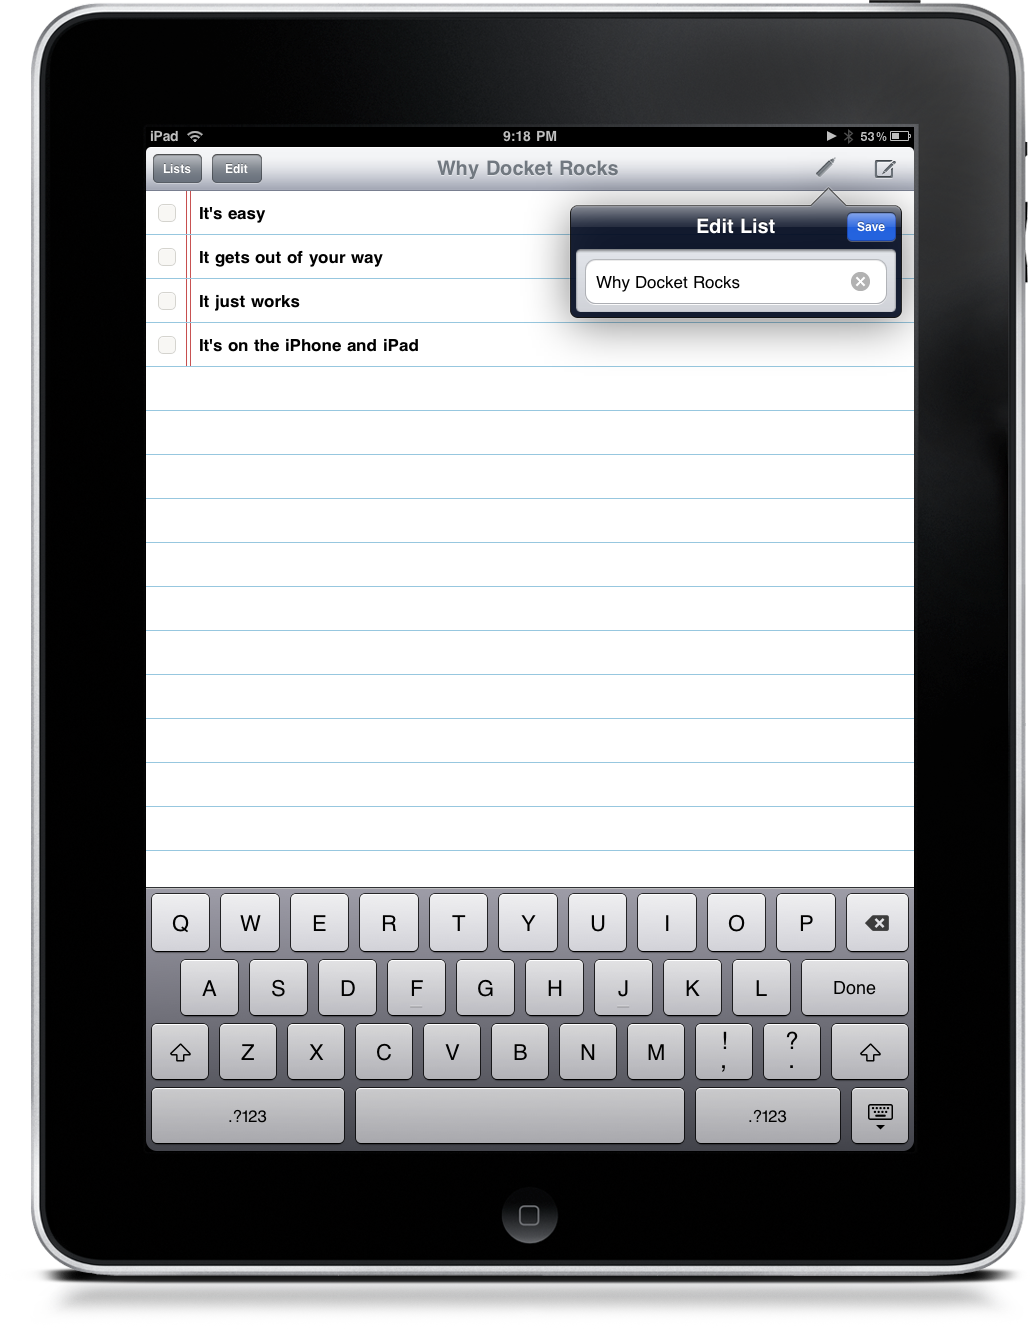 iPad 9:18 PM 53%
Lists Edit Why Docket Rocks
It's easy
It gets out of your way
It just works
It's on the iPhone and iPad
Edit List Save
Why Docket Rocks
Q W E R T Y U I O P
A S D F G H J K L Done
Z X C V B N M ! , ? .
.?123 .?123